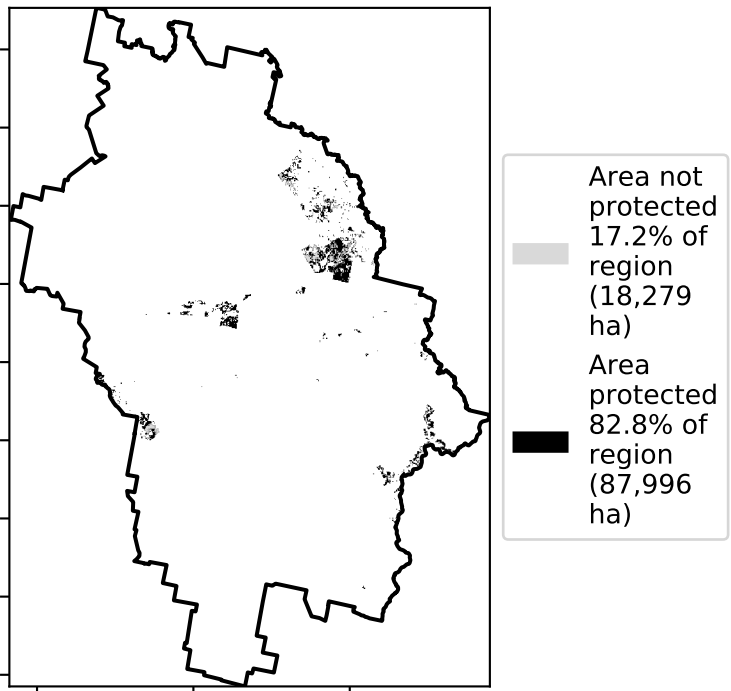 Area not
protected
17.2% of
region
(18,279
ha)
Area
protected
82.8% of
region
(87,996
ha)